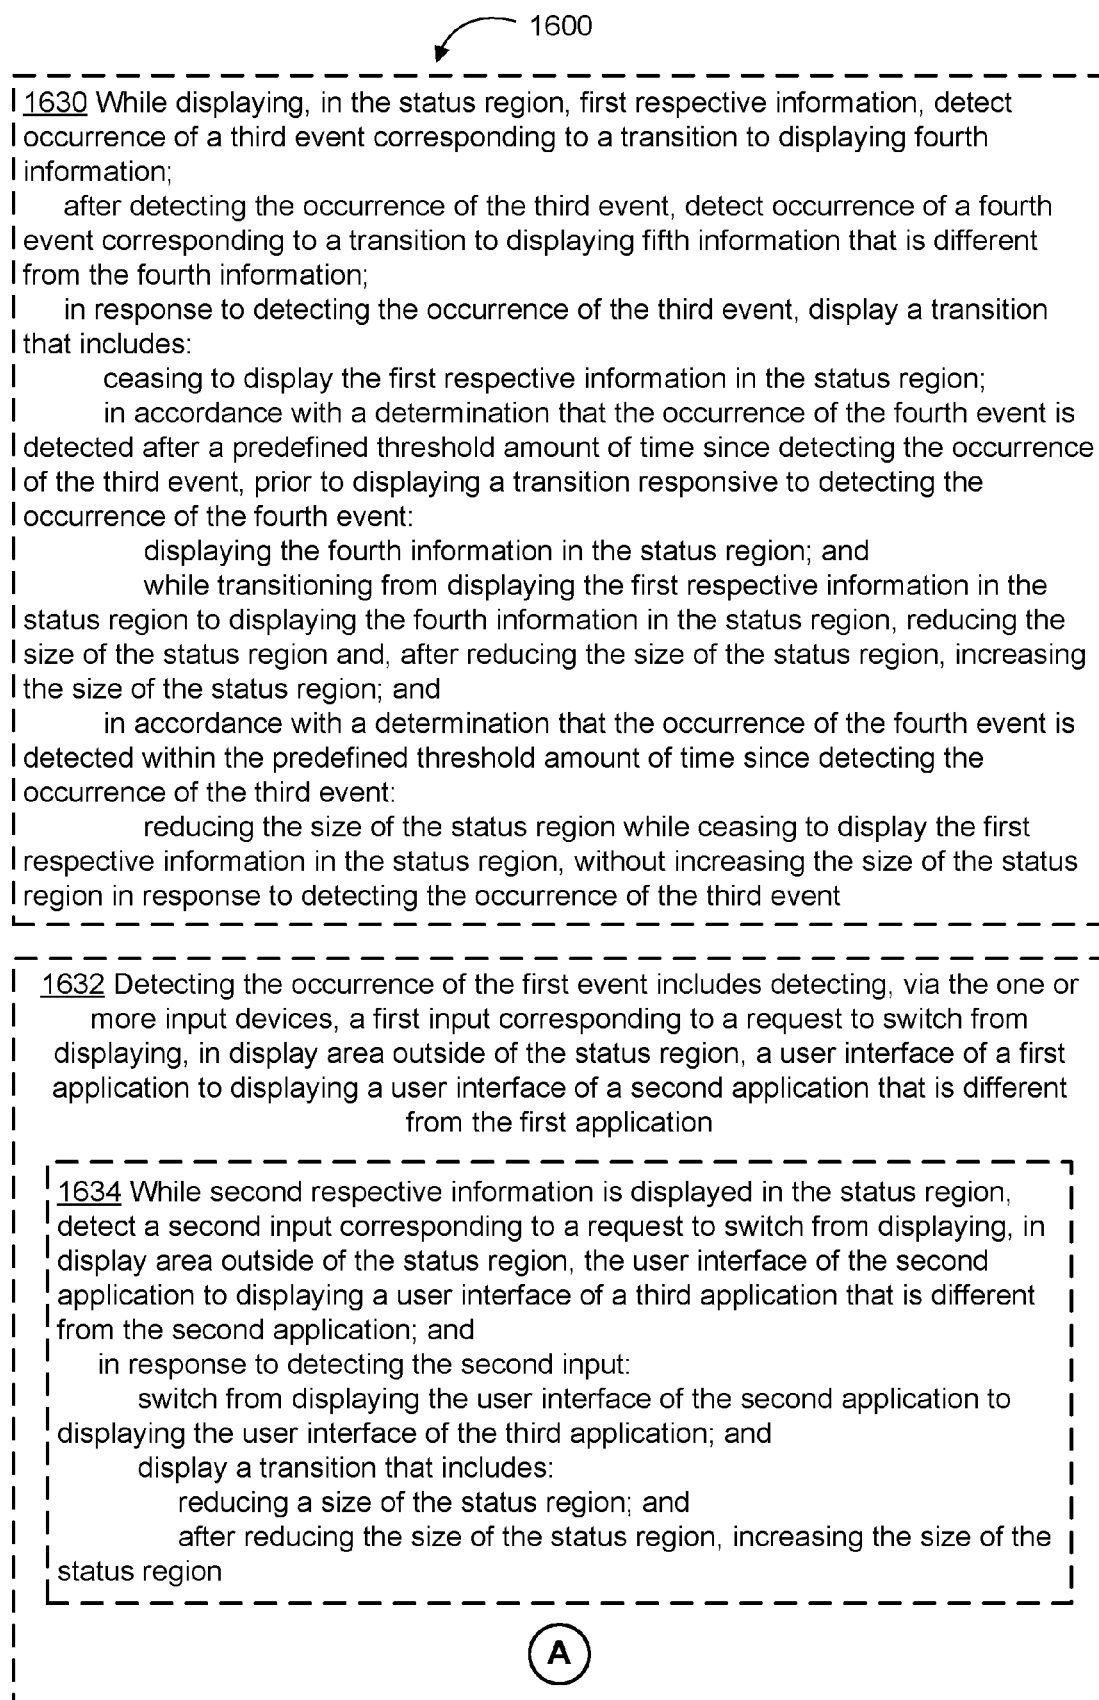 1600
1630 While displaying, in the status region, first respective information, detect
occurrence of a third event corresponding to a transition to displaying fourth
information;
after detecting the occurrence of the third event, detect occurrence of a fourth
event corresponding to a transition to displaying fifth information that is different
from the fourth information;
in response to detecting the occurrence of the third event, display a transition
that includes:
ceasing to display the first respective information in the status region;
in accordance with a determination that the occurrence of the fourth event is
detected after a predefined threshold amount of time since detecting the occurrence
of the third event, prior to displaying a transition responsive to detecting the
occurrence of the fourth event:
displaying the fourth information in the status region; and
while transitioning from displaying the first respective information in the
status region to displaying the fourth information in the status region, reducing the
size of the status region and, after reducing the size of the status region, increasing
the size of the status region; and
in accordance with a determination that the occurrence of the fourth event is
detected within the predefined threshold amount of time since detecting the
occurrence of the third event:
reducing the size of the status region while ceasing to display the first
respective information in the status region, without increasing the size of the status
region in response to detecting the occurrence of the third event
1632 Detecting the occurrence of the first event includes detecting, via the one or
more input devices, a first input corresponding to a request to switch from
displaying, in display area outside of the status region, a user interface of a first
application to displaying a user interface of a second application that is different
from the first application
1634 While second respective information is displayed in the status region,
detect a second input corresponding to a request to switch from displaying, in
display area outside of the status region, the user interface of the second
application to displaying a user interface of a third application that is different
from the second application; and
in response to detecting the second input:
switch from displaying the user interface of the second application to
displaying the user interface of the third application; and
display a transition that includes:
reducing a size of the status region; and
after reducing the size of the status region, increasing the size of the
status region
A